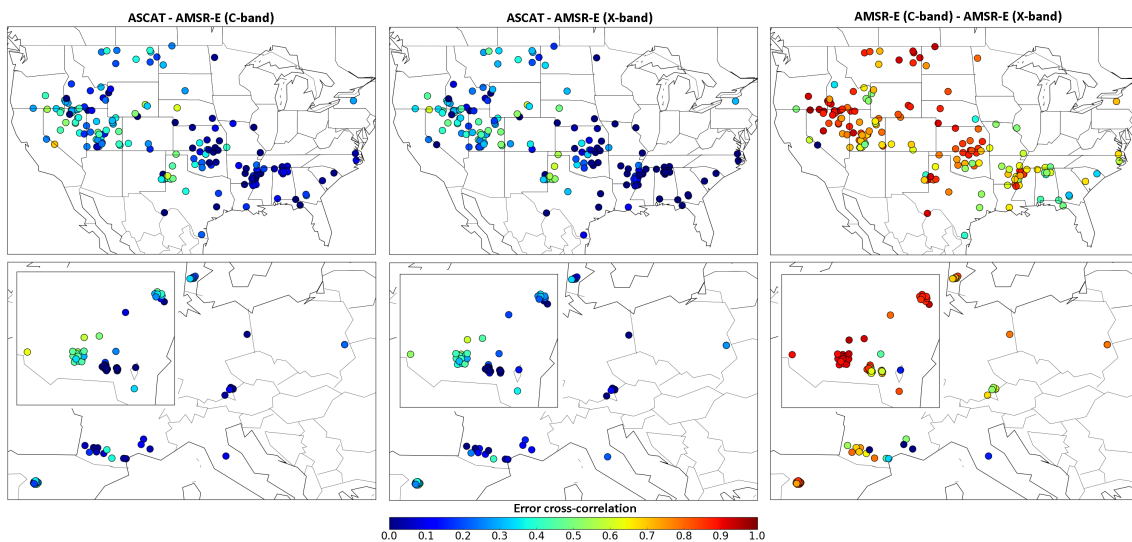 ASCAT - AMSR-E (C-band)
ASCAT - AMSR-E (X-band)
AMSR-E (C-band) - AMSR-E (X-band)
Error cross-correlation
0.0 0.1 0.2 0.3 0.4 0.5 0.6 0.7 0.8 0.9 1.0